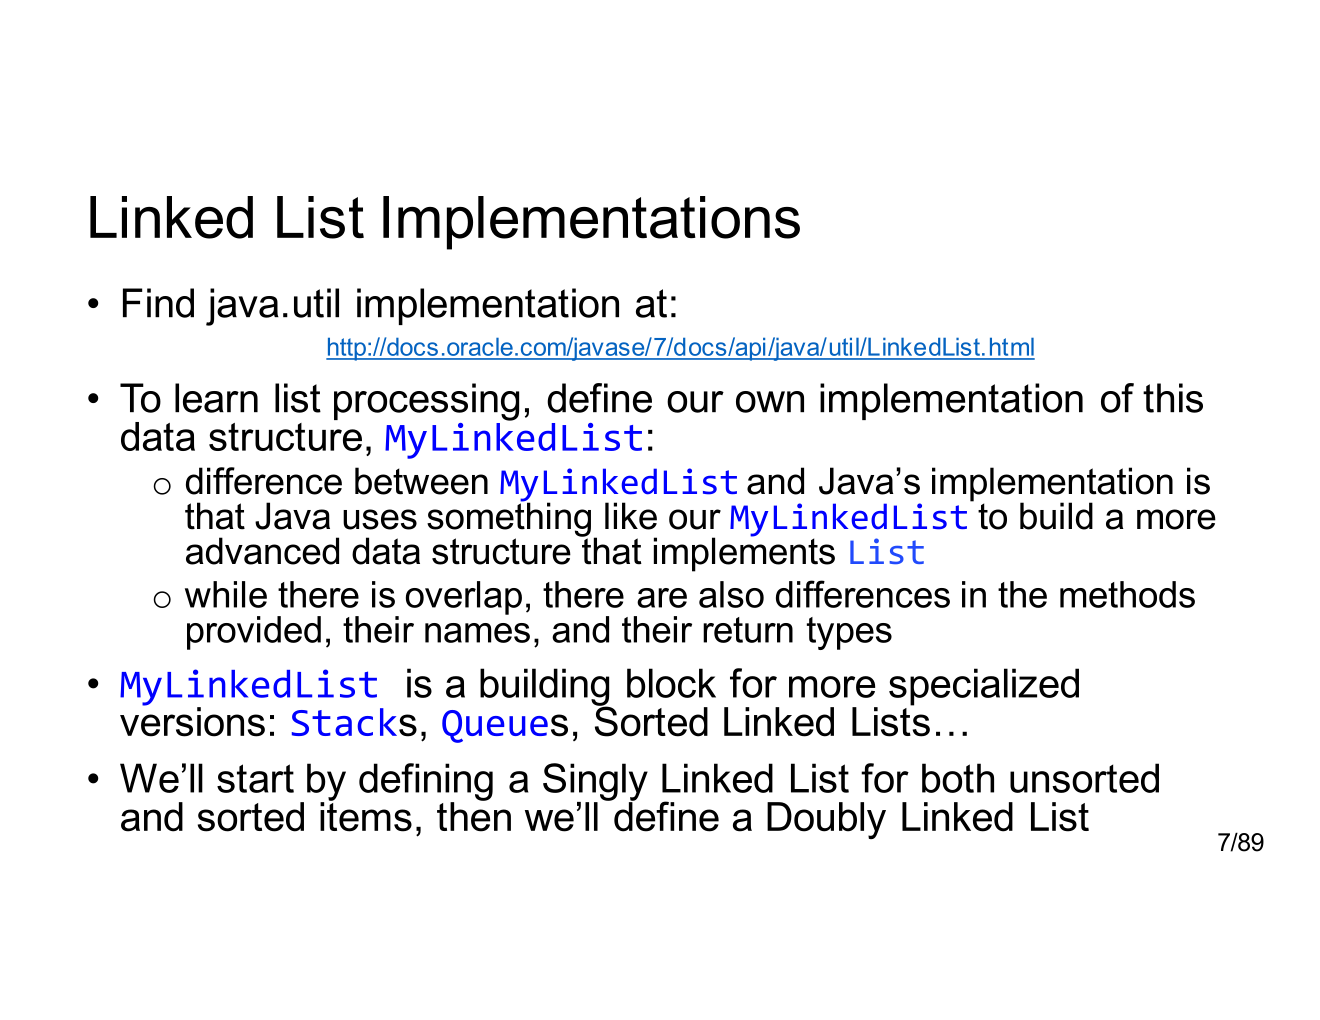 Linked List Implementations
• Find java.util implementation at:
http://docs.oracle.com/javase/7/docs/api/java/util/LinkedList.html
• To learn list processing, define our own implementation of this
data structure, MyLinkedList:
o difference between MyLinkedList and Java’s implementation is
that Java uses something like our MyLinkedList to build a more
advanced data structure that implements List
o while there is overlap, there are also differences in the methods
provided, their names, and their return types
• MyLinkedList is a building block for more specialized
versions: Stacks, Queues, Sorted Linked Lists…
• We’ll start by defining a Singly Linked List for both unsorted
and sorted items, then we’ll define a Doubly Linked List
7/89